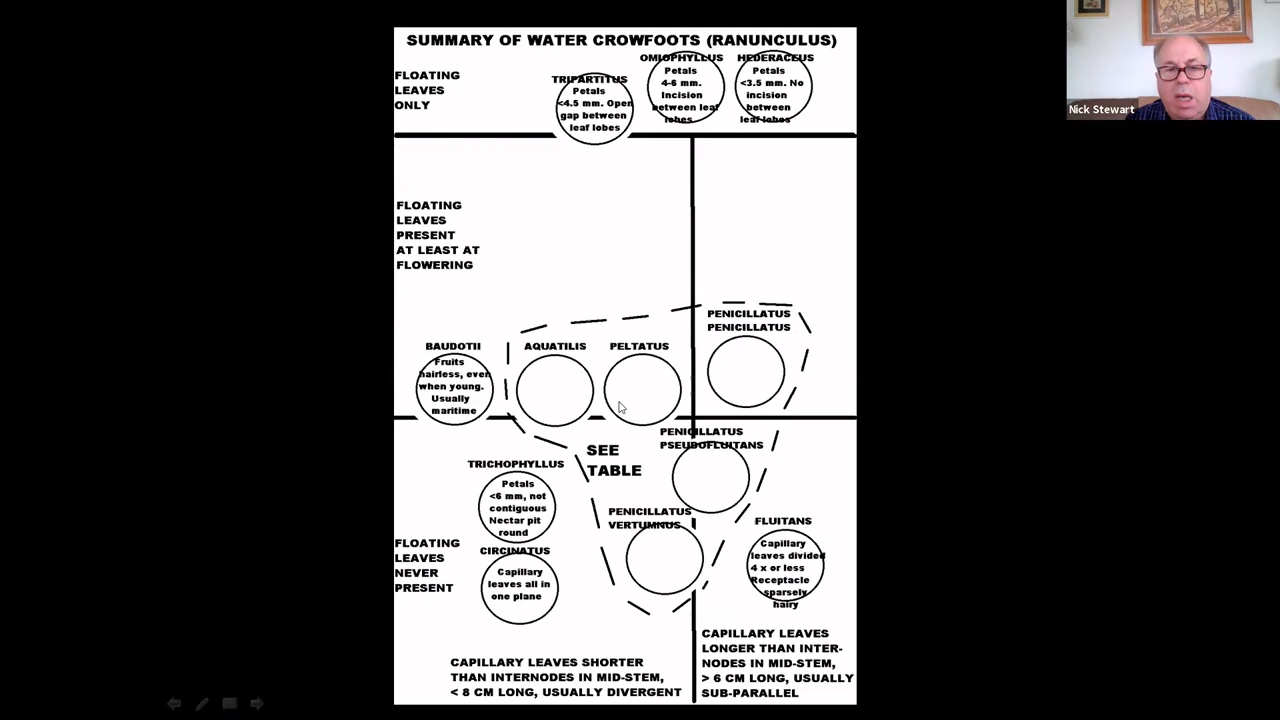 SUMMARY OF WATER CROWFOOTS (RANUNCULUS)
FLOATING
LEAVES
ONLY
TRIPARTITUS
Petals
<4.5 mm. Open
gap between
leaf lobes
OMIOPHYLLUS
Petals
4-6 mm.
Incision
between leaf
lobes
HEDERACEUS
Petals
<3.5 mm. No
incision
between
leaf lobes
Nick Stewart
FLOATING
LEAVES
PRESENT
AT LEAST AT
FLOWERING
BAUDOTII
Fruits
hairless, even
when young.
Usually
maritime
AQUATILIS
PELTATUS
PENICILLATUS
PENICILLATUS
SEE
TABLE
PENICILLATUS
PSEUDOFLUITANS
TRICHOPHYLLUS
Petals
<6 mm, not
contiguous
Nectar pit
round
PENICILLATUS
VERTUMNUS
FLUITANS
Capillary
leaves divided
4 x or less
Receptacle
sparsely
hairy
FLOATING
LEAVES
NEVER
PRESENT
CIRCINATUS
Capillary
leaves all in
one plane
CAPILLARY LEAVES SHORTER
THAN INTERNODES IN MID-STEM,
< 8 CM LONG, USUALLY DIVERGENT
CAPILLARY LEAVES
LONGER THAN INTER-
NODES IN MID-STEM,
> 6 CM LONG, USUALLY
SUB-PARALLEL